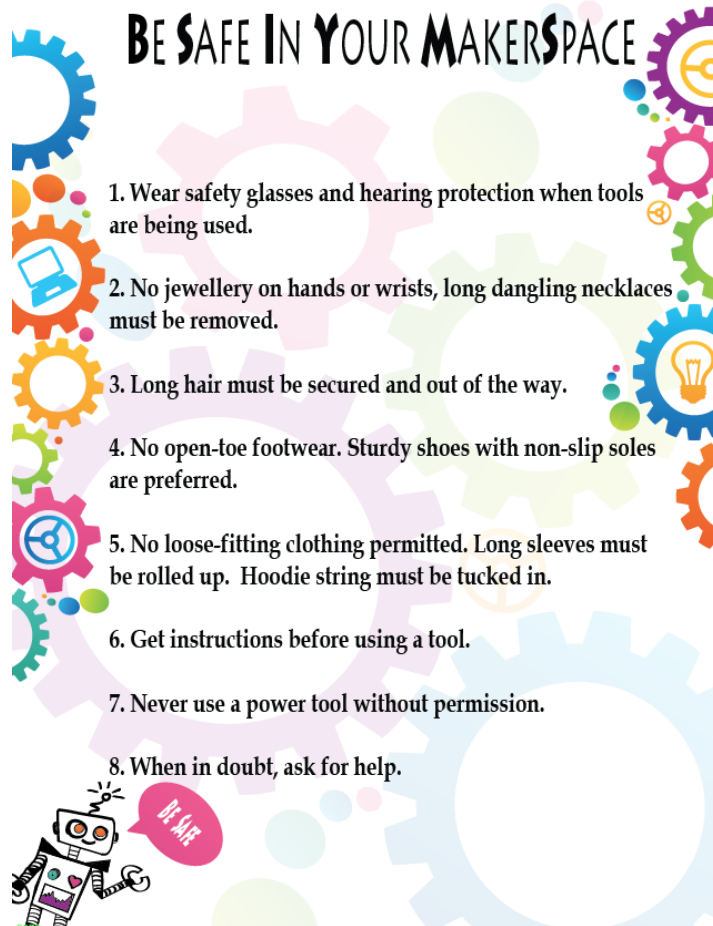 BE SAFE IN YOUR MAKERSPACE
1. Wear safety glasses and hearing protection when tools
are being used.
2. No jewellery on hands or wrists, long dangling necklaces
must be removed.
3. Long hair must be secured and out of the way.
4. No open-toe footwear. Sturdy shoes with non-slip soles
are preferred.
5. No loose-fitting clothing permitted. Long sleeves must
be rolled up.  Hoodie string must be tucked in.
6. Get instructions before using a tool.
7. Never use a power tool without permission.
8. When in doubt, ask for help.
BE SAFE